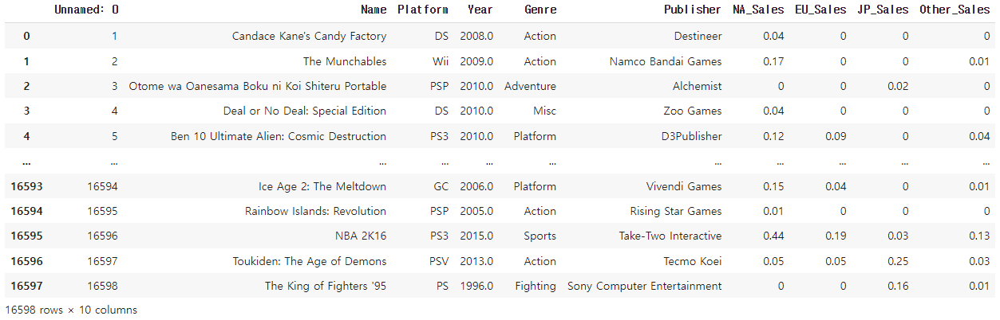 Unnamed: 0 Name Platform Year Genre Publisher NA_Sales EU_Sales JP_Sales Other_Sales
0 1 Candace Kane's Candy Factory DS 2008.0 Action Destineer 0.04 0 0 0
1 2 The Munchables Wii 2009.0 Action Namco Bandai Games 0.17 0 0 0.01
2 3 Otome wa Oanesama Boku ni Koi Shiteru Portable PSP 2010.0 Adventure Alchemist 0 0 0.02 0
3 4 Deal or No Deal: Special Edition DS 2010.0 Misc Zoo Games 0.04 0 0 0
4 5 Ben 10 Ultimate Alien: Cosmic Destruction PS3 2010.0 Platform D3Publisher 0.12 0.09 0 0.04
... ... ... ... ... ... ... ... ... ... ...
16593 16594 Ice Age 2: The Meltdown GC 2006.0 Platform Vivendi Games 0.15 0.04 0 0.01
16594 16595 Rainbow Islands: Revolution PSP 2005.0 Action Rising Star Games 0.01 0 0 0
16595 16596 NBA 2K16 PS3 2015.0 Sports Take-Two Interactive 0.44 0.19 0.03 0.13
16596 16597 Toukiden: The Age of Demons PSV 2013.0 Action Tecmo Koei 0.05 0.05 0.25 0.03
16597 16598 The King of Fighters '95 PS 1996.0 Fighting Sony Computer Entertainment 0 0 0.16 0.01
16598 rows × 10 columns